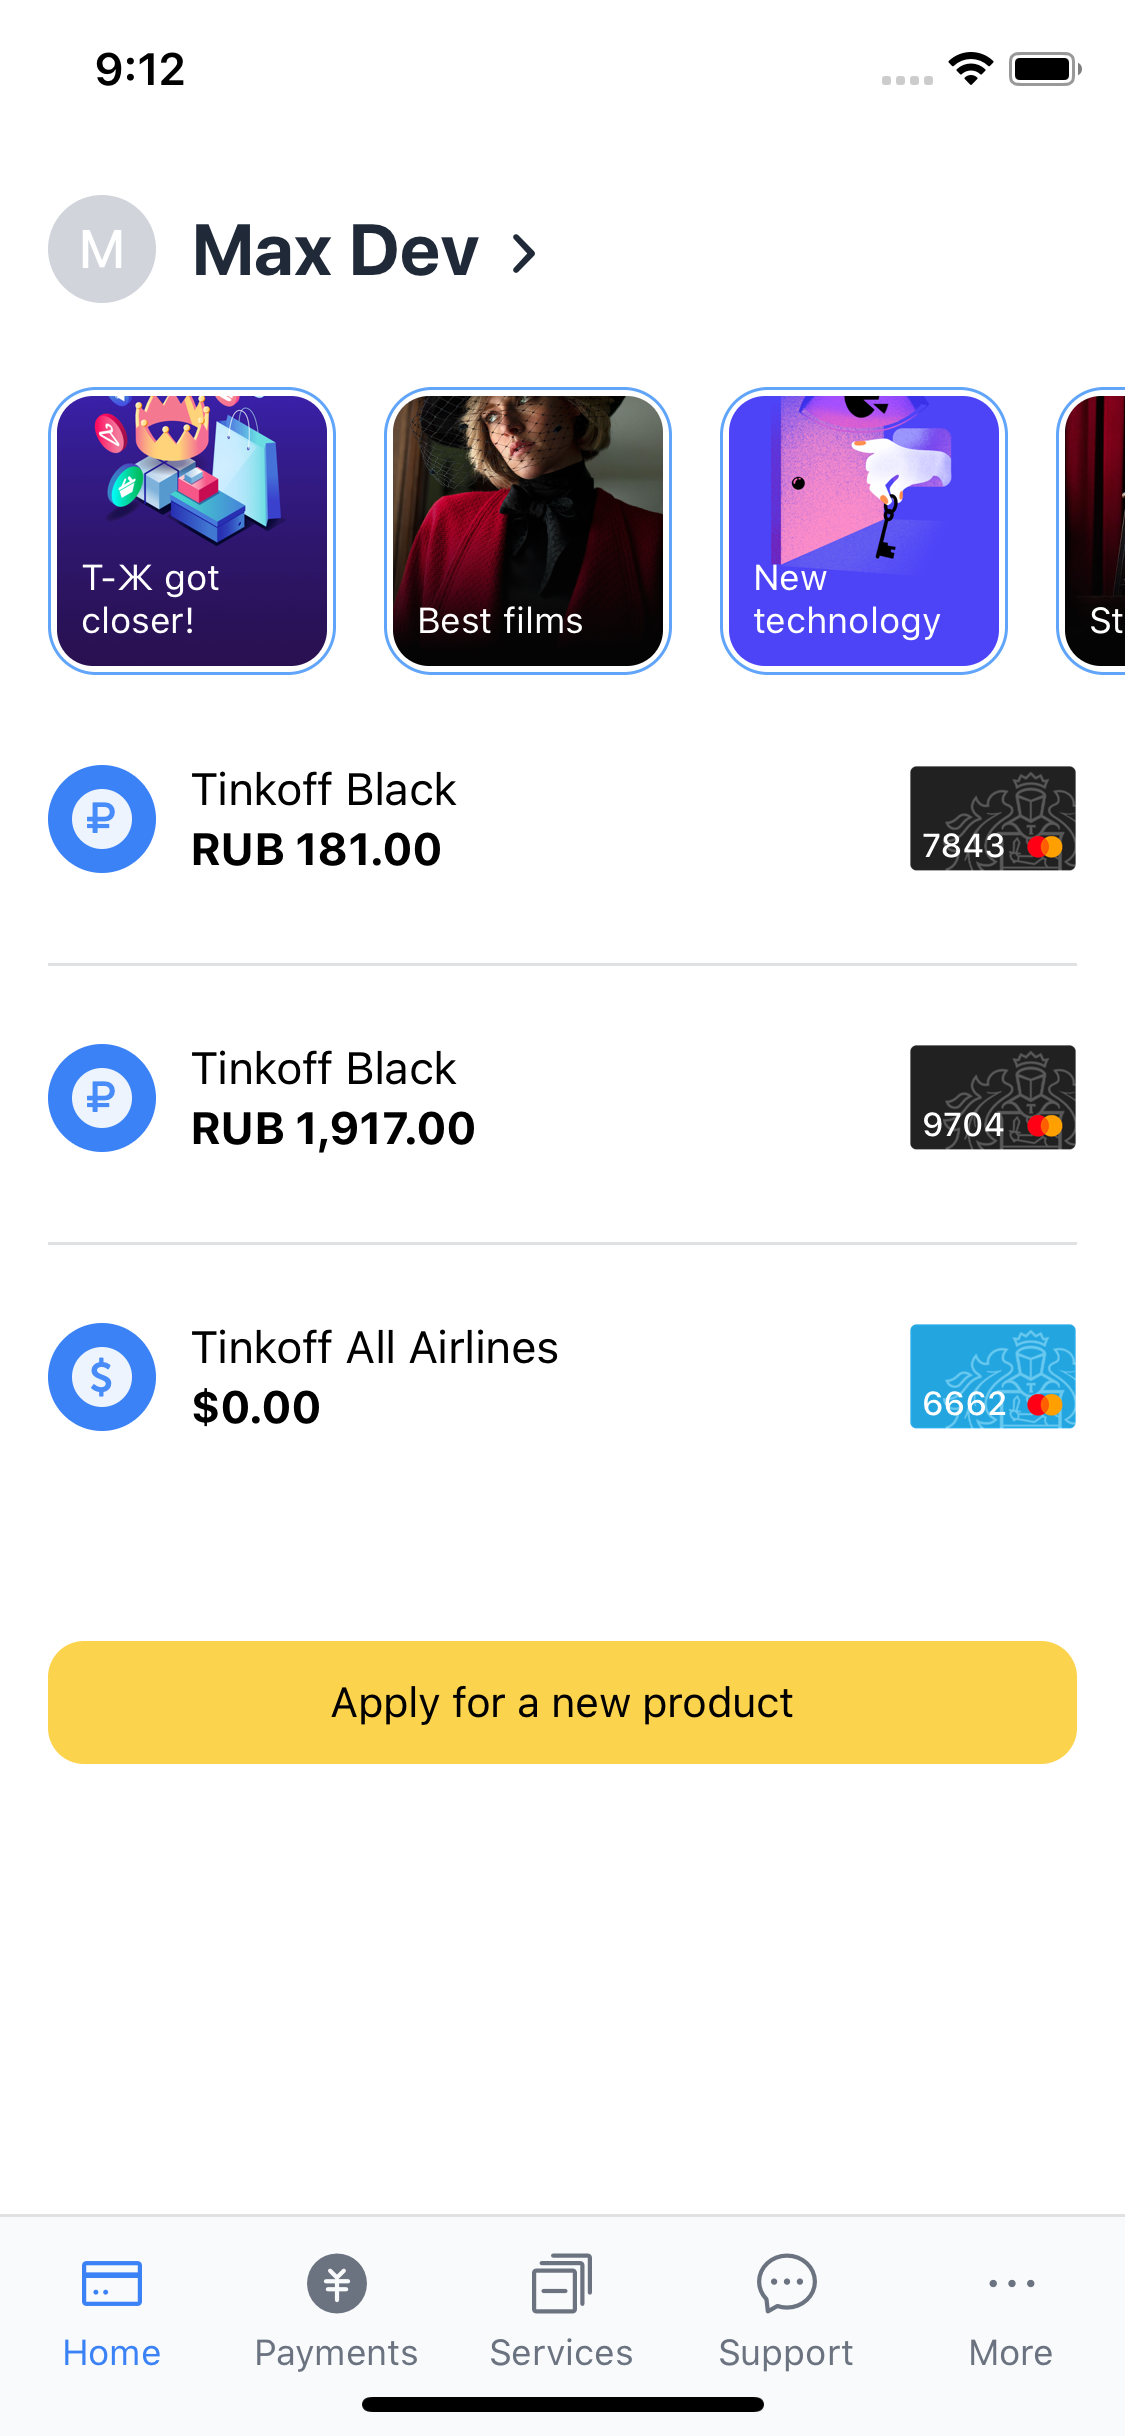 9:12
M
Max Dev
Т-Ж got
closer!
Best films
New
technology
St
Tinkoff Black
RUB 181.00
7843
Tinkoff Black
RUB 1,917.00
9704
Tinkoff All Airlines
$0.00
6662
Apply for a new product
Home
Payments
Services
Support
More